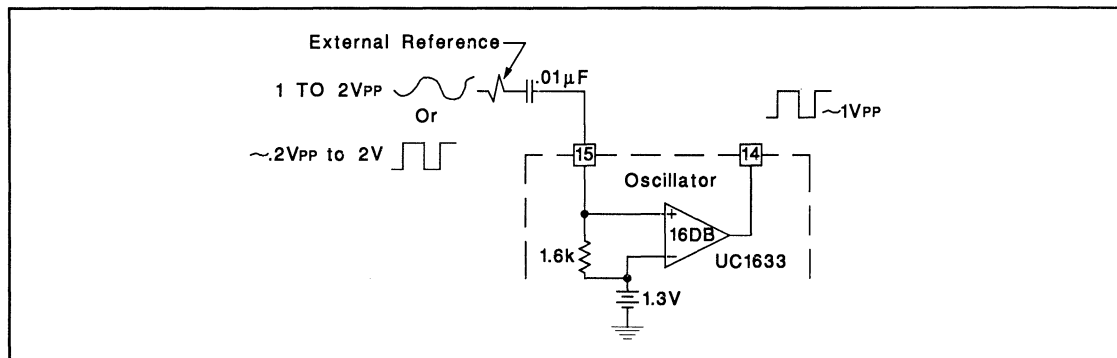 External Reference
.01µF
1 TO 2VPP
Or
~.2VPP to 2V
~1VPP
15
14
Oscillator
16DB
1.6k
UC1633
1.3V